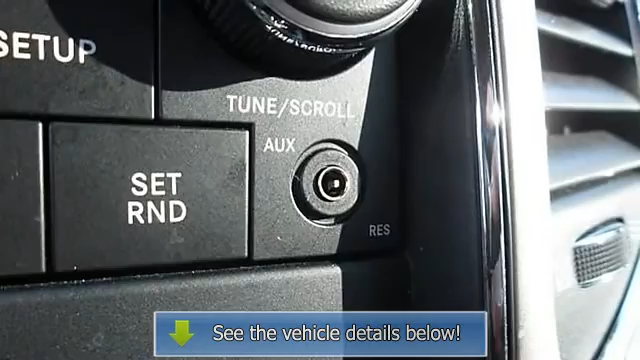 SETUP
TUNE/SCROLL
AUX
SET
RND
RES
See the vehicle details below!